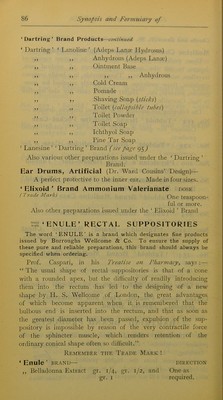 86 Synopsis and Formulary of
'Dartring' Brand Products—continued
'Dartring' 'Lanoline' (Adeps Lanæ Hydrosus)
,, ,, Anhydrous (Adeps Lanæ)
,, ,, Ointment Base
,, ,, ,, ,, Anhydrous
,, ,, Cold Cream
,, ,, Pomade
,, ,, Shaving Soap (sticks)
,, ,, Toilet (collapsible tubes)
,, ,, Toilet Powder
,, ,, Toilet Soap
,, ,, Ichthyol Soap
,, ,, Pine Tar Soap
'Lanoline' 'Dartring' Brand (see page 95)
Also various other preparations issued under the 'Dartring'
Brand:
Ear Drums, Artificial (Dr. Ward Cousins' Design)—
A perfect protection to the inner ear. Made in four sizes.
'Elixoid' Brand Ammonium Valerianate DOSE
(Trade Mark) One teaspoon-
ful or more.
Also other preparations issued under the 'Elixoid' Brand
'ENULE' RECTAL SUPPOSITORIES
The word 'ENULE' is a brand which designates fine products
issued by Burroughs Wellcome & Co. To ensure the supply of
these pure and reliable preparations, this brand should always be
specified when ordering.
Prof. Caspari, in his Treatise on Pharmacy, says:—
"The usual shape of rectal suppositories is that of a cone
with a rounded apex, but the difficulty of readily introducing
them into the rectum has led to the designing of a new
shape by H. S. Wellcome of London, the great advantages
of which become apparent when it is remembered that the
bulbous end is inserted into the rectum, and that as soon as
the greatest diameter has been passed, expulsion of the sup-
pository is impossible by reason of the very contractile force
of the sphincter muscle, which renders retention of the
ordinary conical shape often so difficult."
REMEMBER THE TRADE MARK!
'Enule' BRAND— DIRECTION
,, Belladonna Extract gr. 1/4, gr. 1/2, and One as
gr. 1 required.